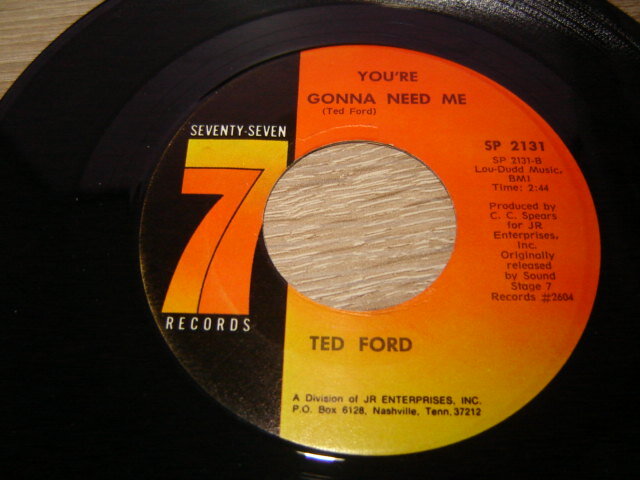 YOU'RE
GONNA NEED ME
(Ted Ford)
SEVENTY-SEVEN
77
RECORDS
SP 2131
SP 2131-B
Lou-Dudd Music,
BMI
Time: 2:44
Produced by
C. C. Spears
for JR
Enterprises,
Inc.
Originally
released
by Sound
Stage 7
Records #2604
TED FORD
A Division of JR ENTERPRISES, INC.
P.O. Box 6128, Nashville, Tenn. 37212